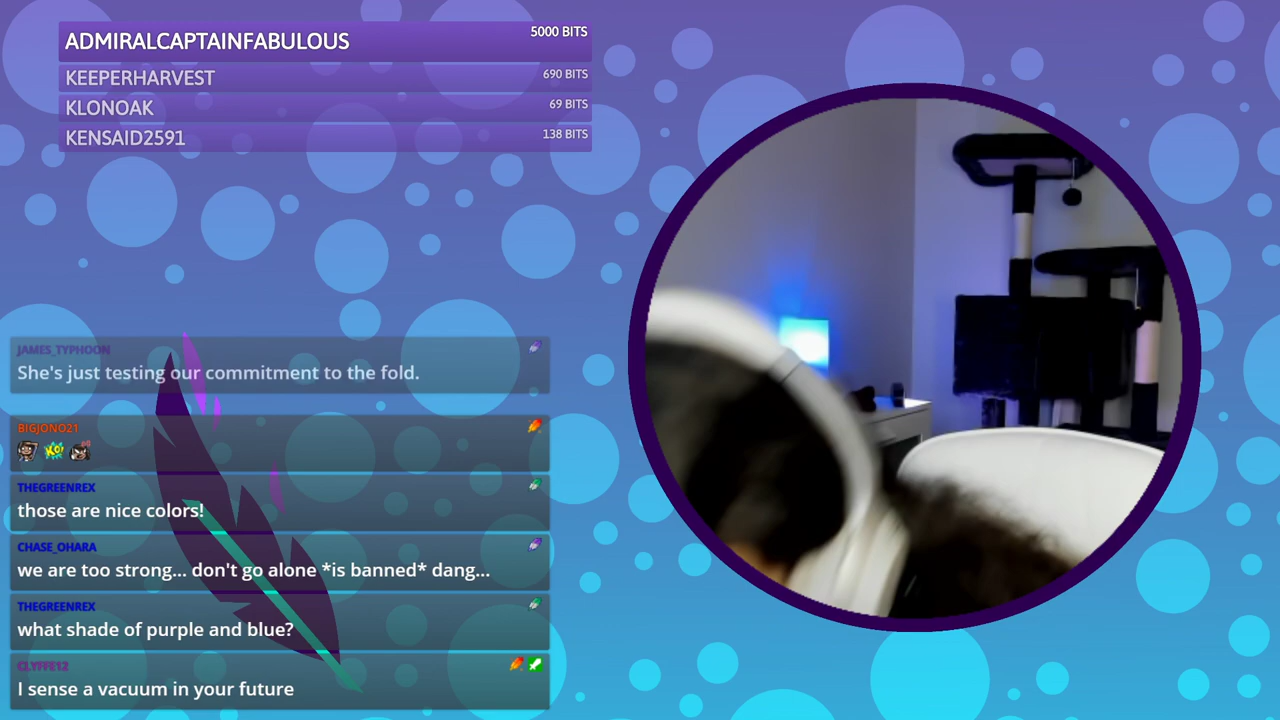 ADMIRALCAPTAINFABULOUS 5000 BITS
KEEPERHARVEST 690 BITS
KLONOAK 69 BITS
KENSAID2591 138 BITS
JAMES_TYPHOON
She's just testing our commitment to the fold.
BIGJONO21
THEGREENREX
those are nice colors!
CHASE_OHARA
we are too strong... don't go alone *is banned* dang...
THEGREENREX
what shade of purple and blue?
CLYFFE12
I sense a vacuum in your future